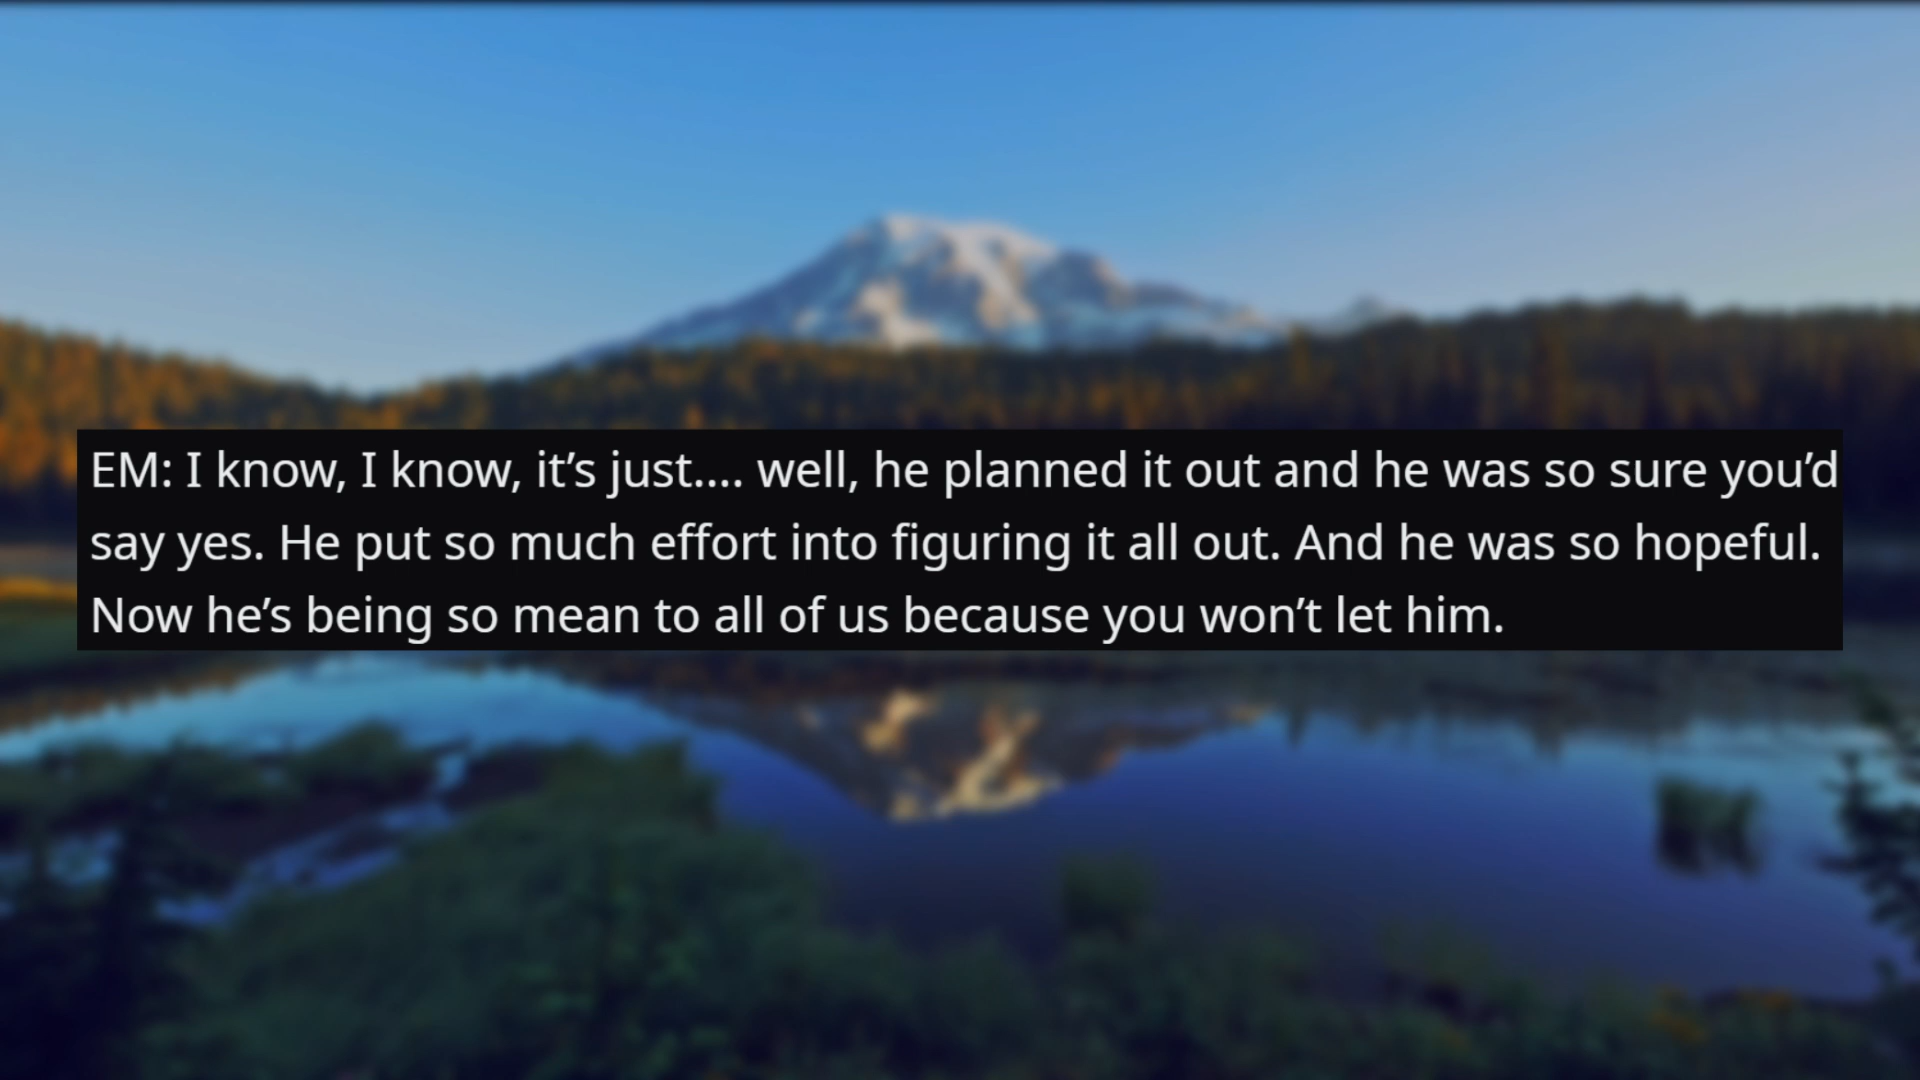 EM: I know, I know, it’s just.... well, he planned it out and he was so sure you’d
say yes. He put so much effort into figuring it all out. And he was so hopeful.
Now he’s being so mean to all of us because you won’t let him.